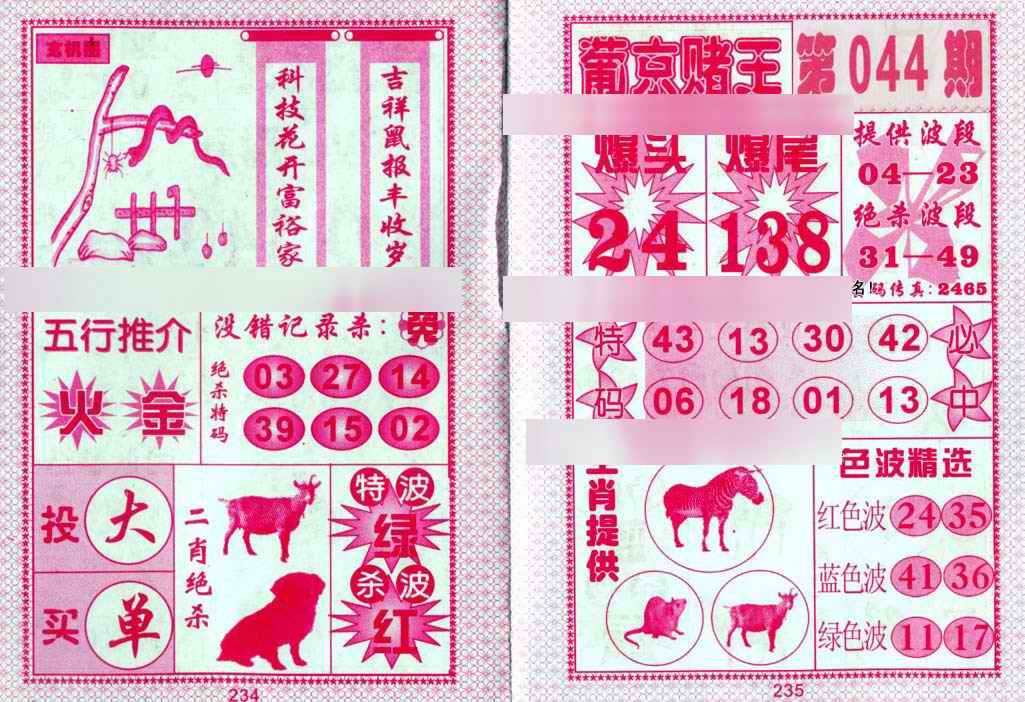 玄机图
科技花开富裕家
吉祥鼠报丰收岁
五行推介
火 金
没错记录杀：兔
绝杀特码
03 27 14
39 15 02
投 大
买 单
二肖绝杀
特波
绿
杀波
红
234
葡京赌王 第044期
爆头 爆尾
24 138
提供波段
04—23
绝杀波段
31—49
码传真:2465
特码
43 13 30 42
06 18 01 13
必中
生肖提供
色波精选
红色波 24 35
蓝色波 41 36
绿色波 11 17
235